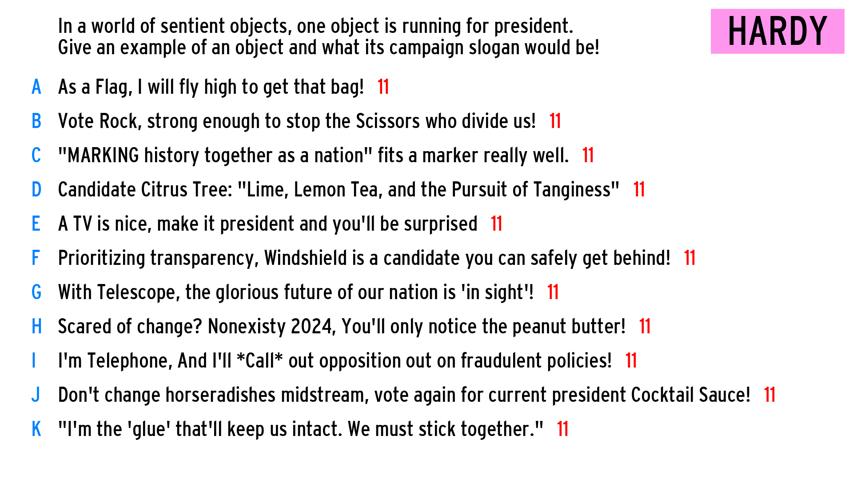 In a world of sentient objects, one object is running for president.
Give an example of an object and what its campaign slogan would be!
HARDY
A As a Flag, I will fly high to get that bag! 11
B Vote Rock, strong enough to stop the Scissors who divide us! 11
C "MARKING history together as a nation" fits a marker really well. 11
D Candidate Citrus Tree: "Lime, Lemon Tea, and the Pursuit of Tanginess" 11
E A TV is nice, make it president and you'll be surprised 11
F Prioritizing transparency, Windshield is a candidate you can safely get behind! 11
G With Telescope, the glorious future of our nation is 'in sight'! 11
H Scared of change? Nonexisty 2024, You'll only notice the peanut butter! 11
I I'm Telephone, And I'll *Call* out opposition out on fraudulent policies! 11
J Don't change horseradishes midstream, vote again for current president Cocktail Sauce! 11
K "I'm the 'glue' that'll keep us intact. We must stick together." 11